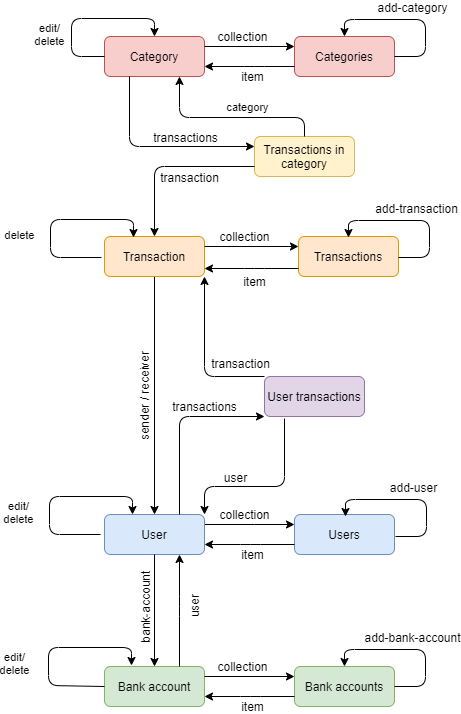 add-category
edit/
delete
collection
Category
Categories
item
category
transactions
Transactions in
category
transaction
add-transaction
delete
collection
Transaction
Transactions
item
transaction
sender / receiver
User transactions
transactions
user
add-user
edit/
delete
collection
User
Users
item
bank-account
user
add-bank-account
edit/
delete
collection
Bank account
Bank accounts
item